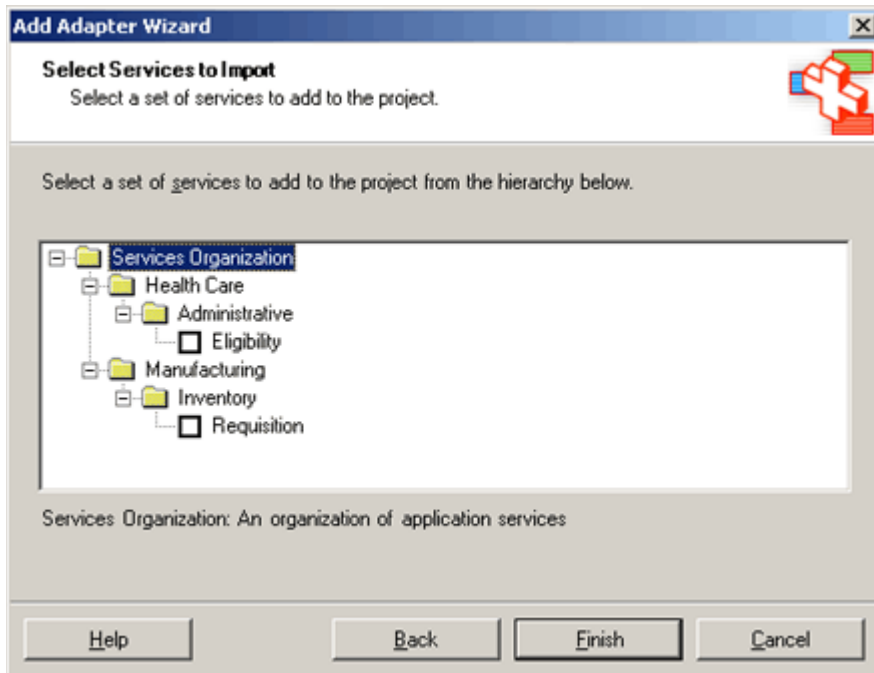 Add Adapter Wizard
Select Services to Import
Select a set of services to add to the project.
Select a set of services to add to the project from the hierarchy below.
Services Organization
Health Care
Administrative
Eligibility
Manufacturing
Inventory
Requisition
Services Organization: An organization of application services
Help Back Finish Cancel